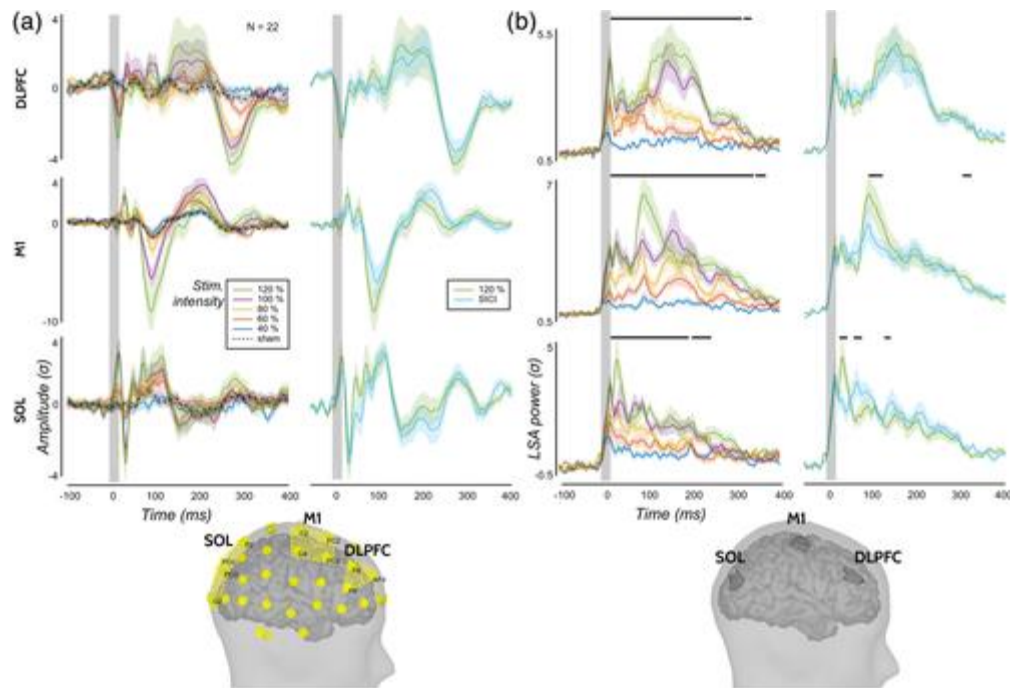 (a)
N = 22
DLPFC
4
0
-4
M1
4
0
-10
Stim. intensity
120 %
100 %
80 %
60 %
40 %
sham
120 %
SICI
SOL
Amplitude (σ)
4
0
-4
-100 0 100 200 300 400
0 100 200 300 400
Time (ms)
(b)
5.5
0.5
7
0.5
LSA power (σ)
5
-0.5
-100 0 100 200 300 400
0 100 200 300 400
Time (ms)
SOL
M1
DLPFC
SOL
M1
DLPFC